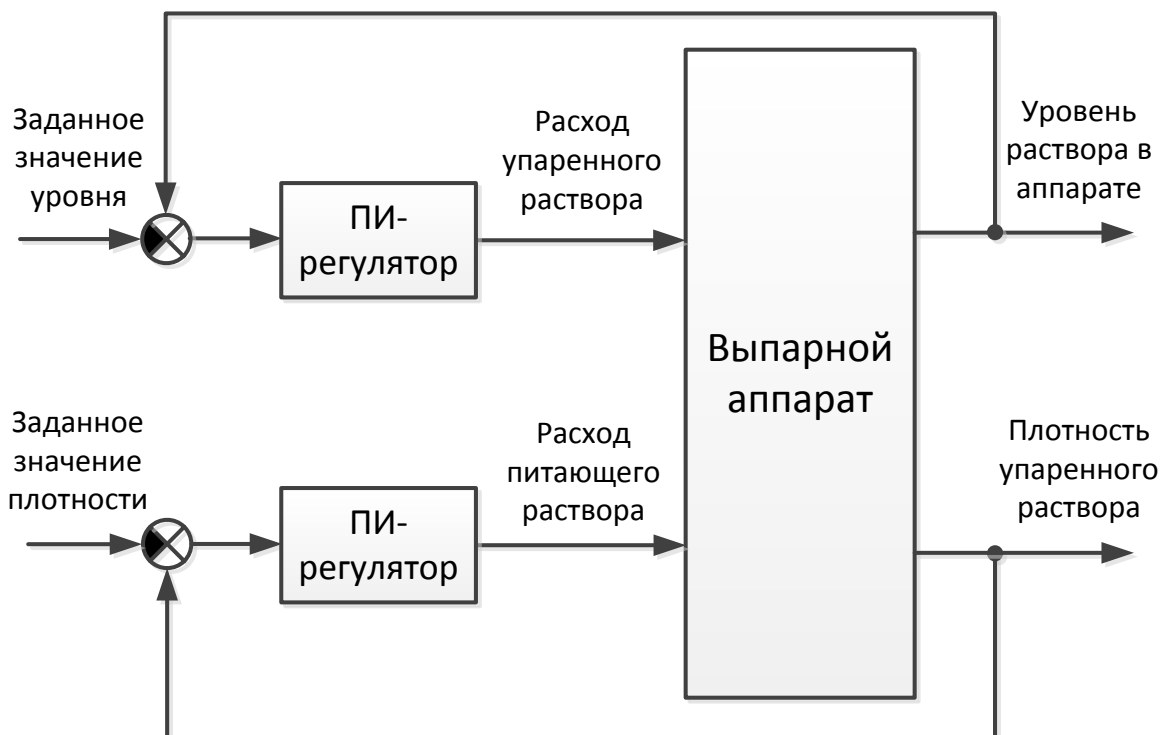 Заданное
значение
уровня
ПИ-
регулятор
Расход
упаренного
раствора
Уровень
раствора в
аппарате
Выпарной
аппарат
Заданное
значение
плотности
ПИ-
регулятор
Расход
питающего
раствора
Плотность
упаренного
раствора